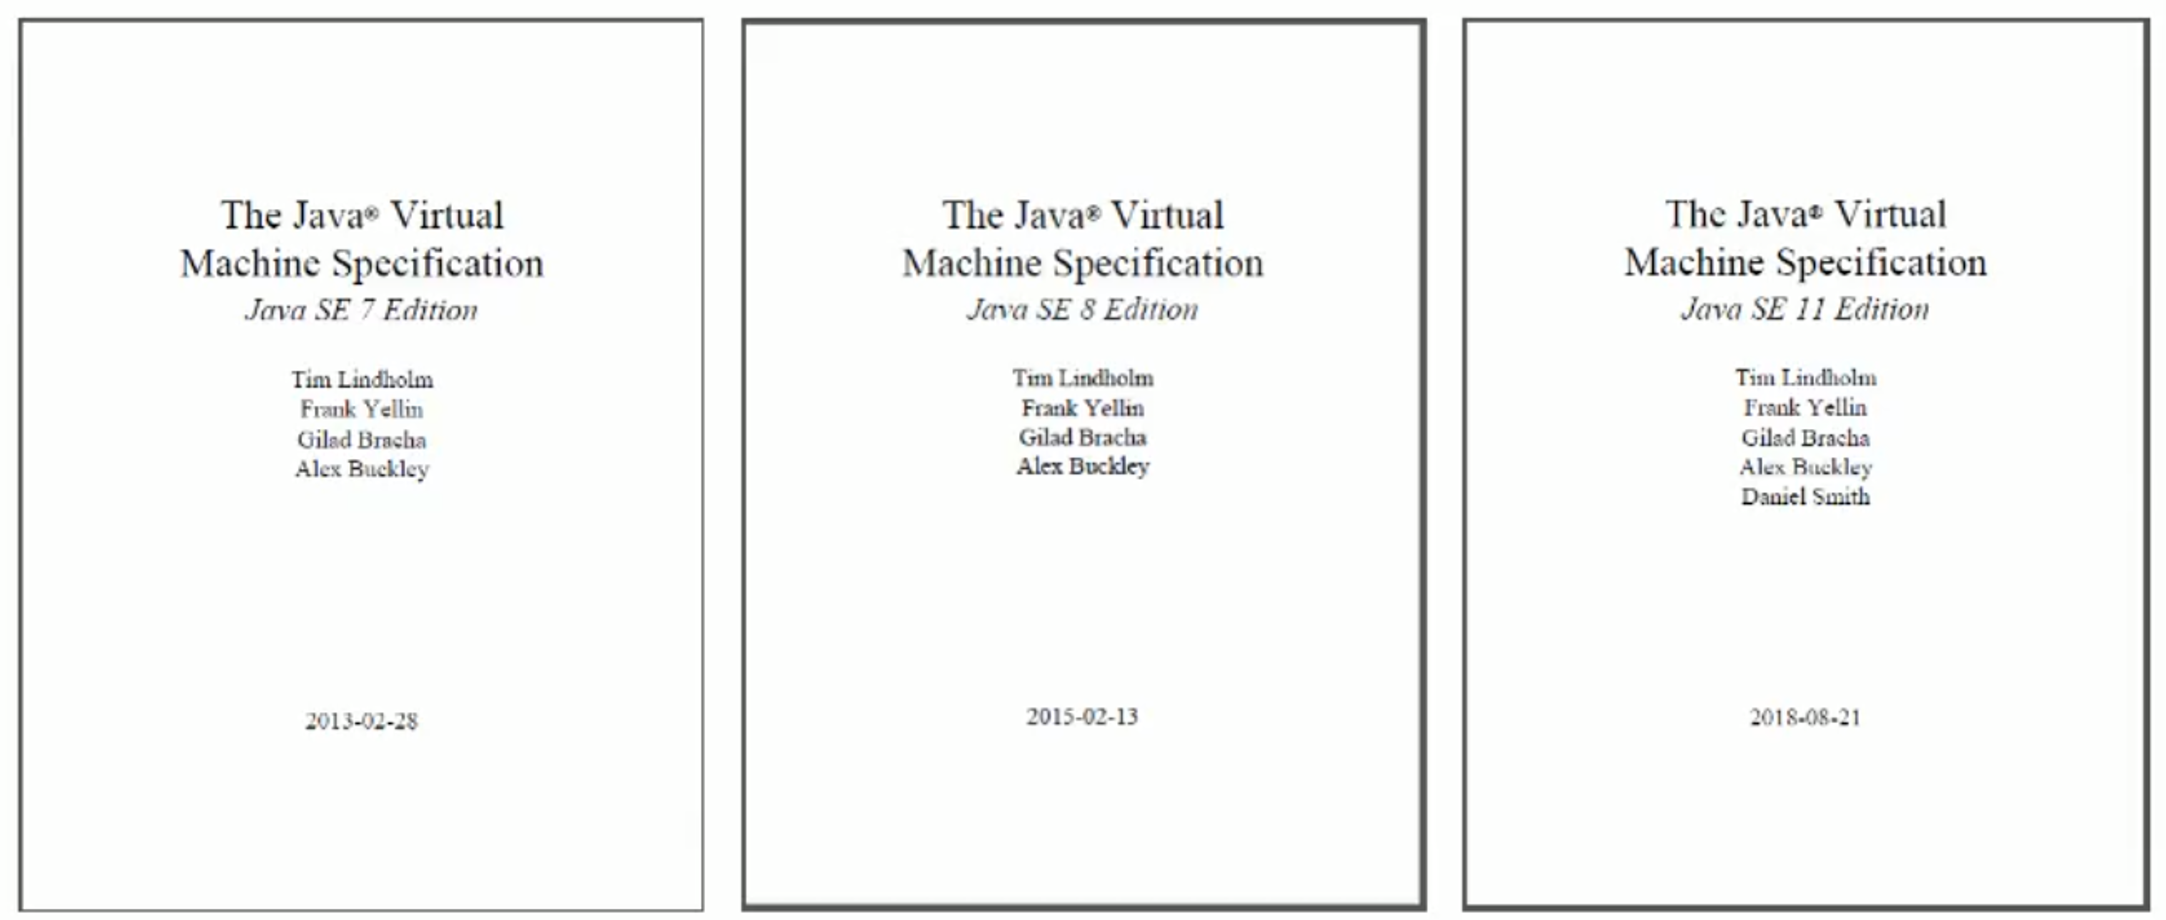 The Java® Virtual
Machine Specification
Java SE 7 Edition
Tim Lindholm
Frank Yellin
Gilad Bracha
Alex Buckley
2013-02-28
The Java® Virtual
Machine Specification
Java SE 8 Edition
Tim Lindholm
Frank Yellin
Gilad Bracha
Alex Buckley
2015-02-13
The Java® Virtual
Machine Specification
Java SE 11 Edition
Tim Lindholm
Frank Yellin
Gilad Bracha
Alex Buckley
Daniel Smith
2018-08-21